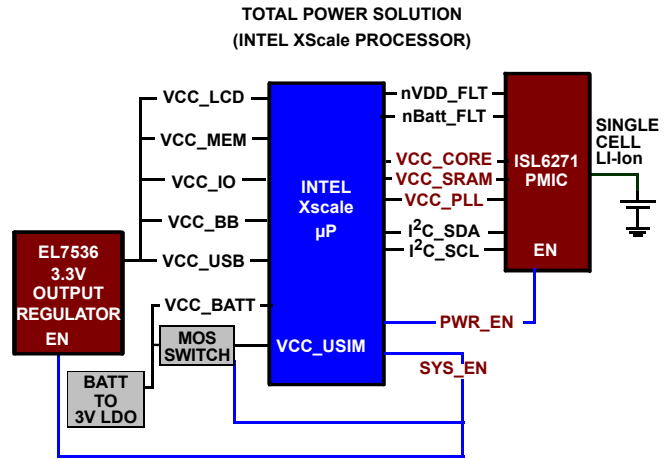 TOTAL POWER SOLUTION
(INTEL XScale PROCESSOR)
VCC_LCD
VCC_MEM
VCC_IO
VCC_BB
VCC_USB
VCC_BATT
EL7536
3.3V
OUTPUT
REGULATOR
EN
MOS
SWITCH
BATT
TO
3V LDO
INTEL
Xscale
µP
VCC_USIM
nVDD_FLT
nBatt_FLT
VCC_CORE
VCC_SRAM
VCC_PLL
I²C_SDA
I²C_SCL
PWR_EN
SYS_EN
ISL6271
PMIC
EN
SINGLE
CELL
LI-Ion